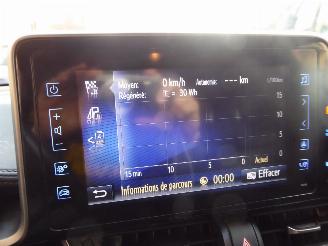 Moyen: 0 km/h Autonomie: --- km
Régénéré: = 30 Wh L/100km
15
10
5
0
15 min 10 5 0 Actuel
Informations de parcours 00:00 Effacer